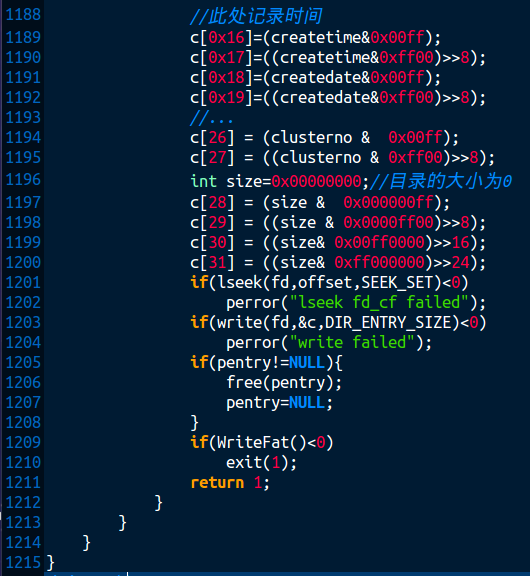 1188 //此处记录时间
1189 c[0x16]=(createtime&0x00ff);
1190 c[0x17]=((createtime&0xff00)>>8);
1191 c[0x18]=(createdate&0x00ff);
1192 c[0x19]=((createdate&0xff00)>>8);
1193 //...
1194 c[26] = (clusterno &  0x00ff);
1195 c[27] = ((clusterno & 0xff00)>>8);
1196 int size=0x00000000;//目录的大小为0
1197 c[28] = (size &  0x000000ff);
1198 c[29] = ((size & 0x0000ff00)>>8);
1199 c[30] = ((size& 0x00ff0000)>>16);
1200 c[31] = ((size& 0xff000000)>>24);
1201 if(lseek(fd,offset,SEEK_SET)<0)
1202 perror("lseek fd_cf failed");
1203 if(write(fd,&c,DIR_ENTRY_SIZE)<0)
1204 perror("write failed");
1205 if(pentry!=NULL){
1206 free(pentry);
1207 pentry=NULL;
1208 }
1209 if(WriteFat()<0)
1210 exit(1);
1211 return 1;
1212 }
1213 }
1214 }
1215 }